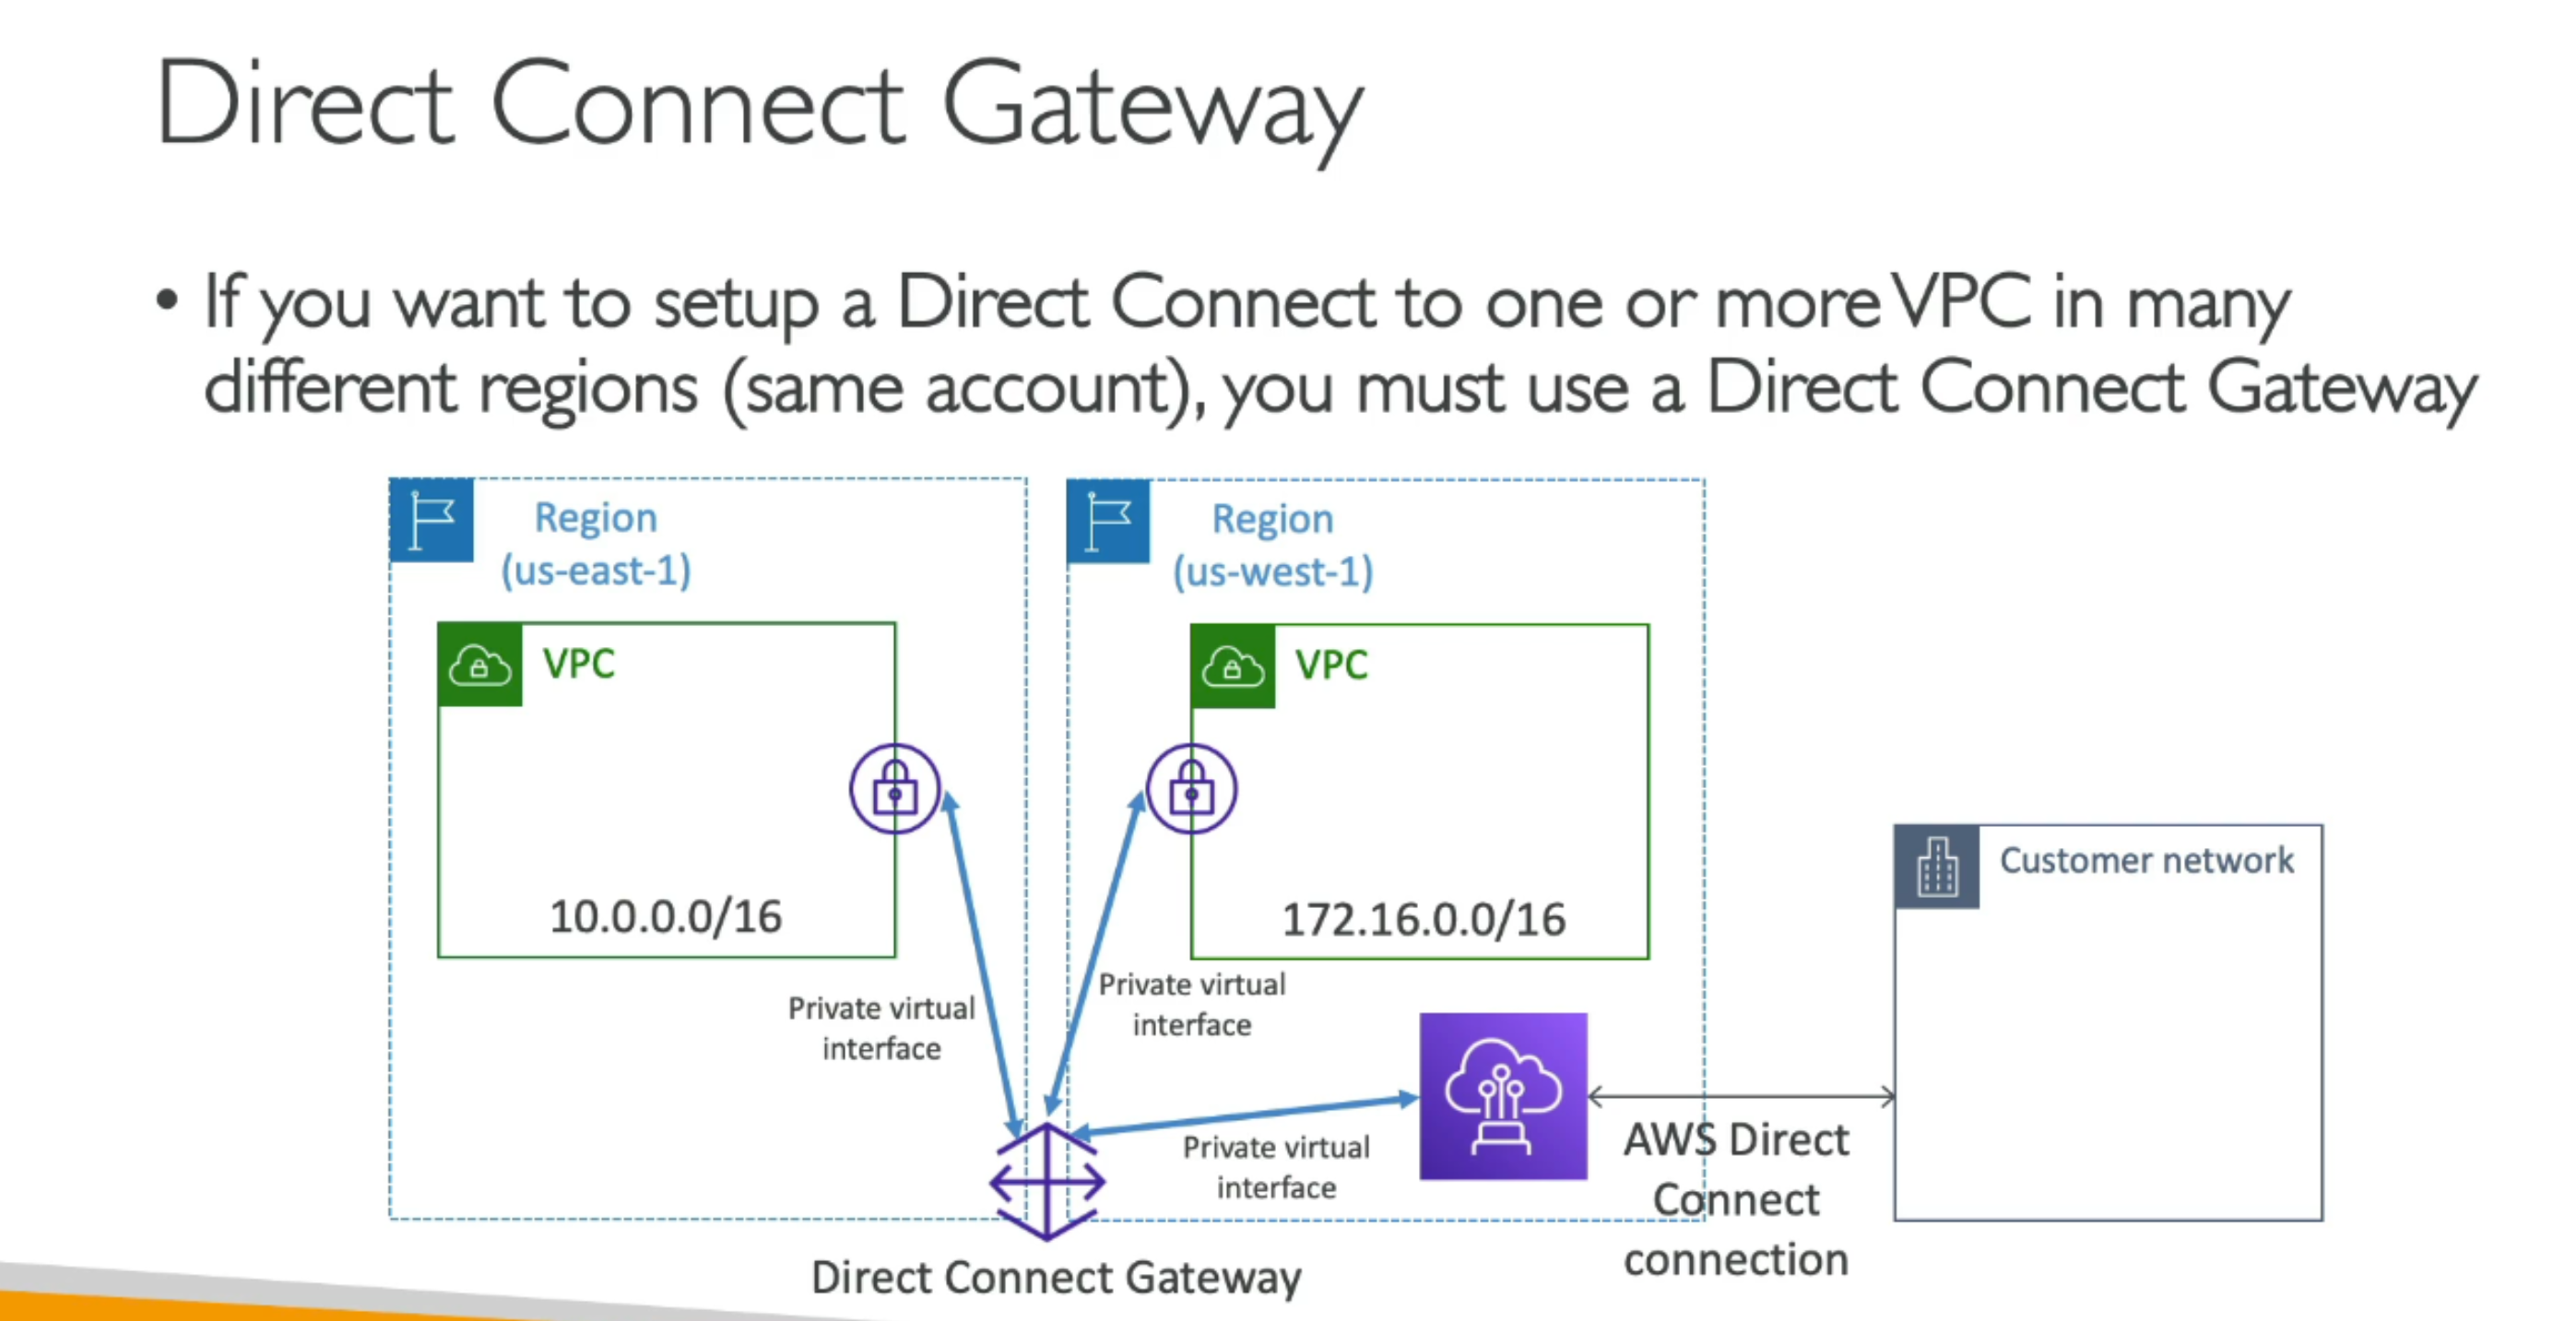 Direct Connect Gateway
• If you want to setup a Direct Connect to one or more VPC in many
different regions (same account), you must use a Direct Connect Gateway
Region
(us-east-1)
VPC
10.0.0.0/16
Private virtual
interface
Region
(us-west-1)
VPC
172.16.0.0/16
Private virtual
interface
Private virtual
interface
Direct Connect Gateway
AWS Direct
Connect
connection
Customer network